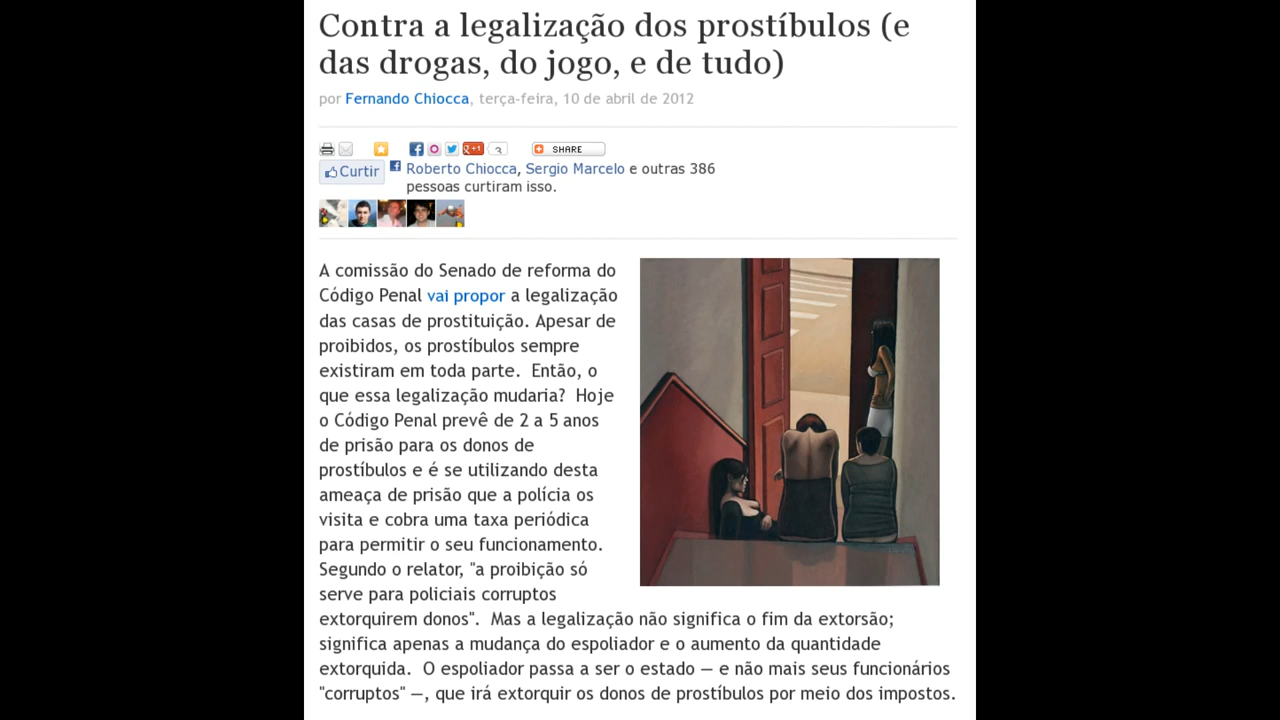 Contra a legalização dos prostíbulos (e
das drogas, do jogo, e de tudo)
por Fernando Chiocca, terça-feira, 10 de abril de 2012
+1 3 SHARE
Curtir Roberto Chiocca, Sergio Marcelo e outras 386
pessoas curtiram isso.
A comissão do Senado de reforma do
Código Penal vai propor a legalização
das casas de prostituição. Apesar de
proibidos, os prostíbulos sempre
existiram em toda parte.  Então, o
que essa legalização mudaria?  Hoje
o Código Penal prevê de 2 a 5 anos
de prisão para os donos de
prostíbulos e é se utilizando desta
ameaça de prisão que a polícia os
visita e cobra uma taxa periódica
para permitir o seu funcionamento.
Segundo o relator, "a proibição só
serve para policiais corruptos
extorquirem donos".  Mas a legalização não significa o fim da extorsão;
significa apenas a mudança do espoliador e o aumento da quantidade
extorquida.  O espoliador passa a ser o estado — e não mais seus funcionários
"corruptos" —, que irá extorquir os donos de prostíbulos por meio dos impostos.